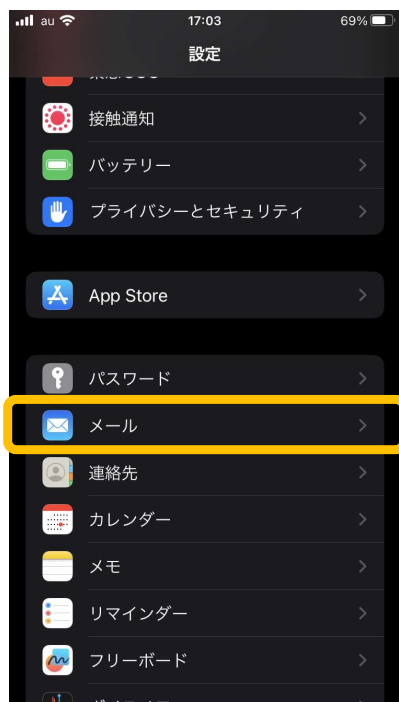 au 17:03 69%
設定
接触通知
バッテリー
プライバシーとセキュリティ
App Store
パスワード
メール
連絡先
カレンダー
メモ
リマインダー
フリーボード